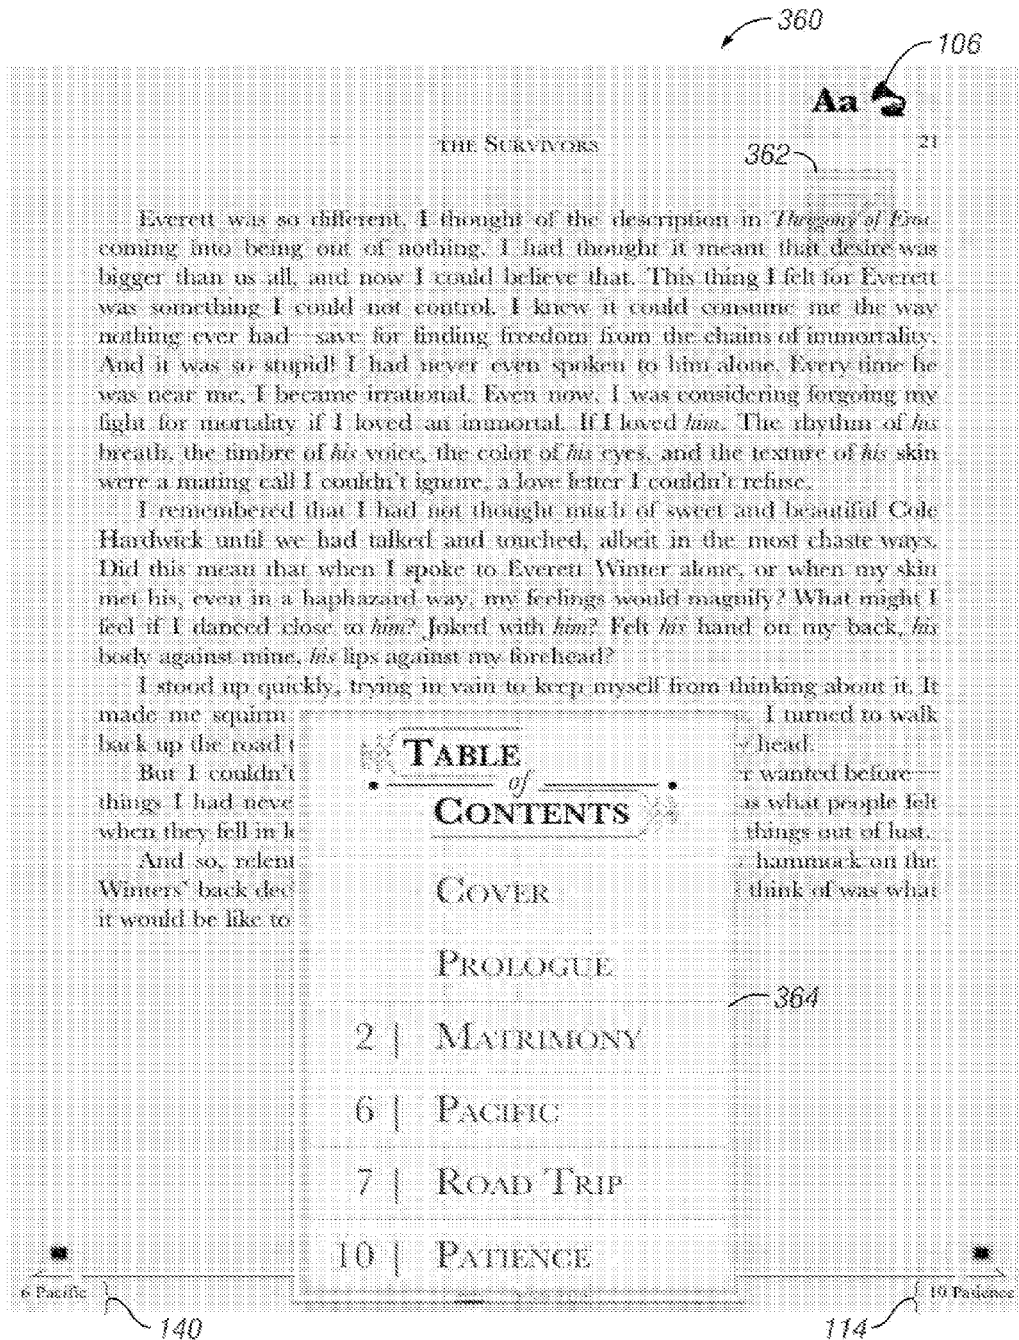 360
106
Aa
THE SURVIVORS
21
362
Everett was so different. I thought of the description in Theogony of Eros
coming into being out of nothing. I had thought it meant that desire was
bigger than us all, and now I could believe that. This thing I felt for Everett
was something I could not control. I knew it could consume me the way
nothing ever had—save for finding freedom from the chains of immortality.
And it was so stupid! I had never even spoken to him alone. Every time he
was near me, I became irrational. Even now, I was considering forgoing my
fight for mortality if I loved an immortal. If I loved him. The rhythm of his
breath, the timbre of his voice, the color of his eyes, and the texture of his skin
were a mating call I couldn't ignore, a love letter I couldn't refuse.
I remembered that I had not thought much of sweet and beautiful Cole
Hardwick until we had talked and touched, albeit in the most chaste ways.
Did this mean that when I spoke to Everett Winter alone, or when my skin
met his, even in a haphazard way, my feelings would magnify? What might I
feel if I danced close to him? Joked with him? Felt his hand on my back, his
body against mine, his lips against my forehead?
I stood up quickly, trying in vain to keep myself from thinking about it. It
made me squirm . I turned to walk
back up the road t y head.
But I couldn't r wanted before—
things I had neve is what people felt
when they fell in lo things out of lust.
And so, relent hammock on the
Winters' back dec think of was what
it would be like to
TABLE
of
CONTENTS
COVER
PROLOGUE
364
2 | MATRIMONY
6 | PACIFIC
7 | ROAD TRIP
10 | PATIENCE
6 Pacific
10 Patience
140
114